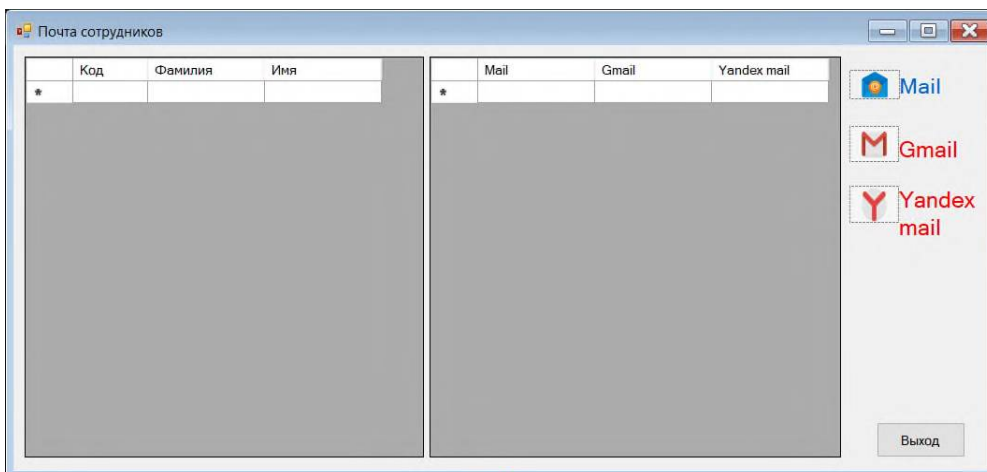 Почта сотрудников
Код Фамилия Имя
*
Mail Gmail Yandex mail
*
Mail
Gmail
Yandex
mail
Выход